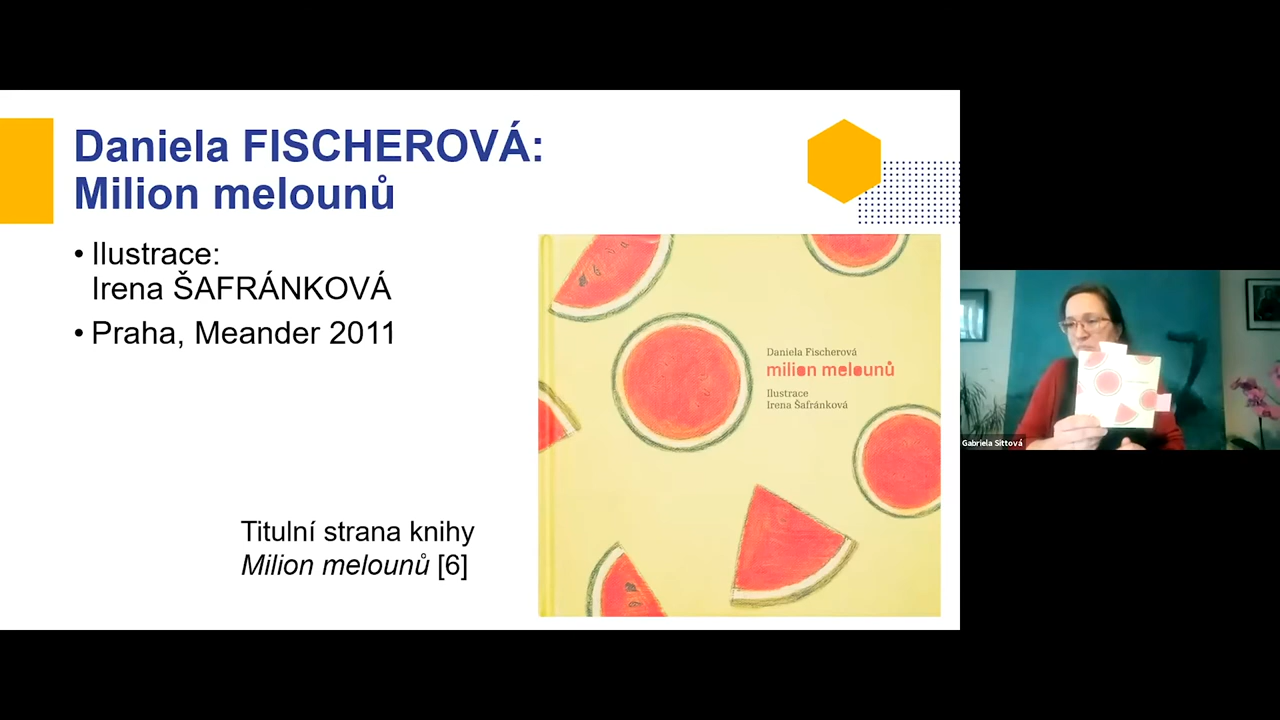 Daniela FISCHEROVÁ:
Milion melounů
• Ilustrace:
Irena ŠAFRÁNKOVÁ
• Praha, Meander 2011
Daniela Fischerová
milion melounů
Ilustrace
Irena Šafránková
Titulní strana knihy
Milion melounů [6]
Gabriela Sittová